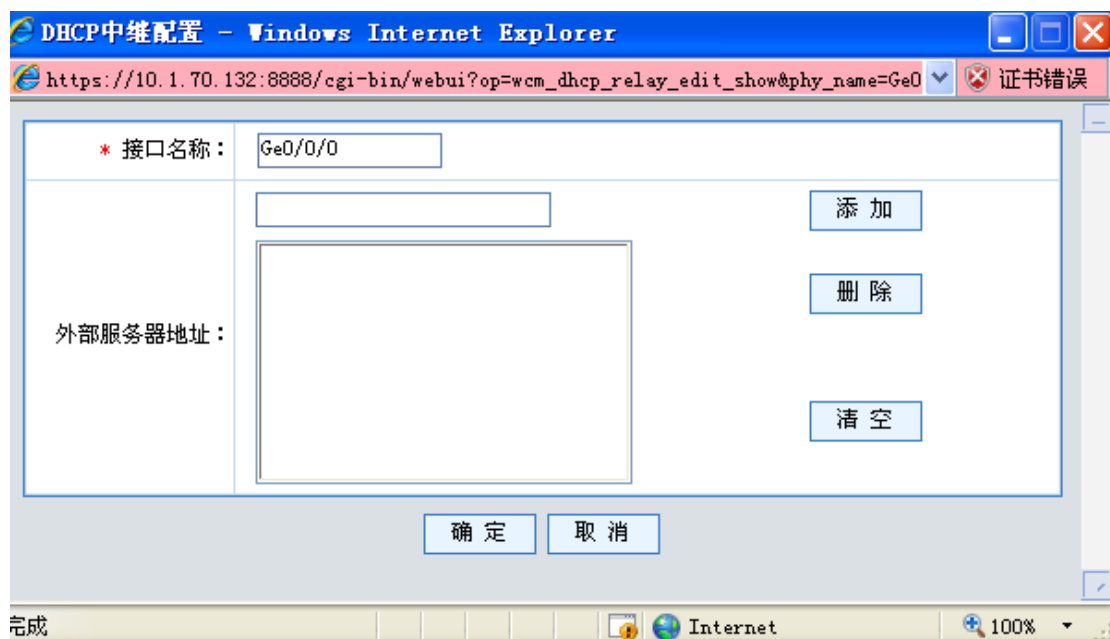 DHCP中继配置 - Windows Internet Explorer
https://10.1.70.132:8888/cgi-bin/webui?op=wcm_dhcp_relay_edit_show&phy_name=Ge0 证书错误
* 接口名称： Ge0/0/0
添 加
删 除
外部服务器地址：
清 空
确 定 取 消
完成 Internet 100%